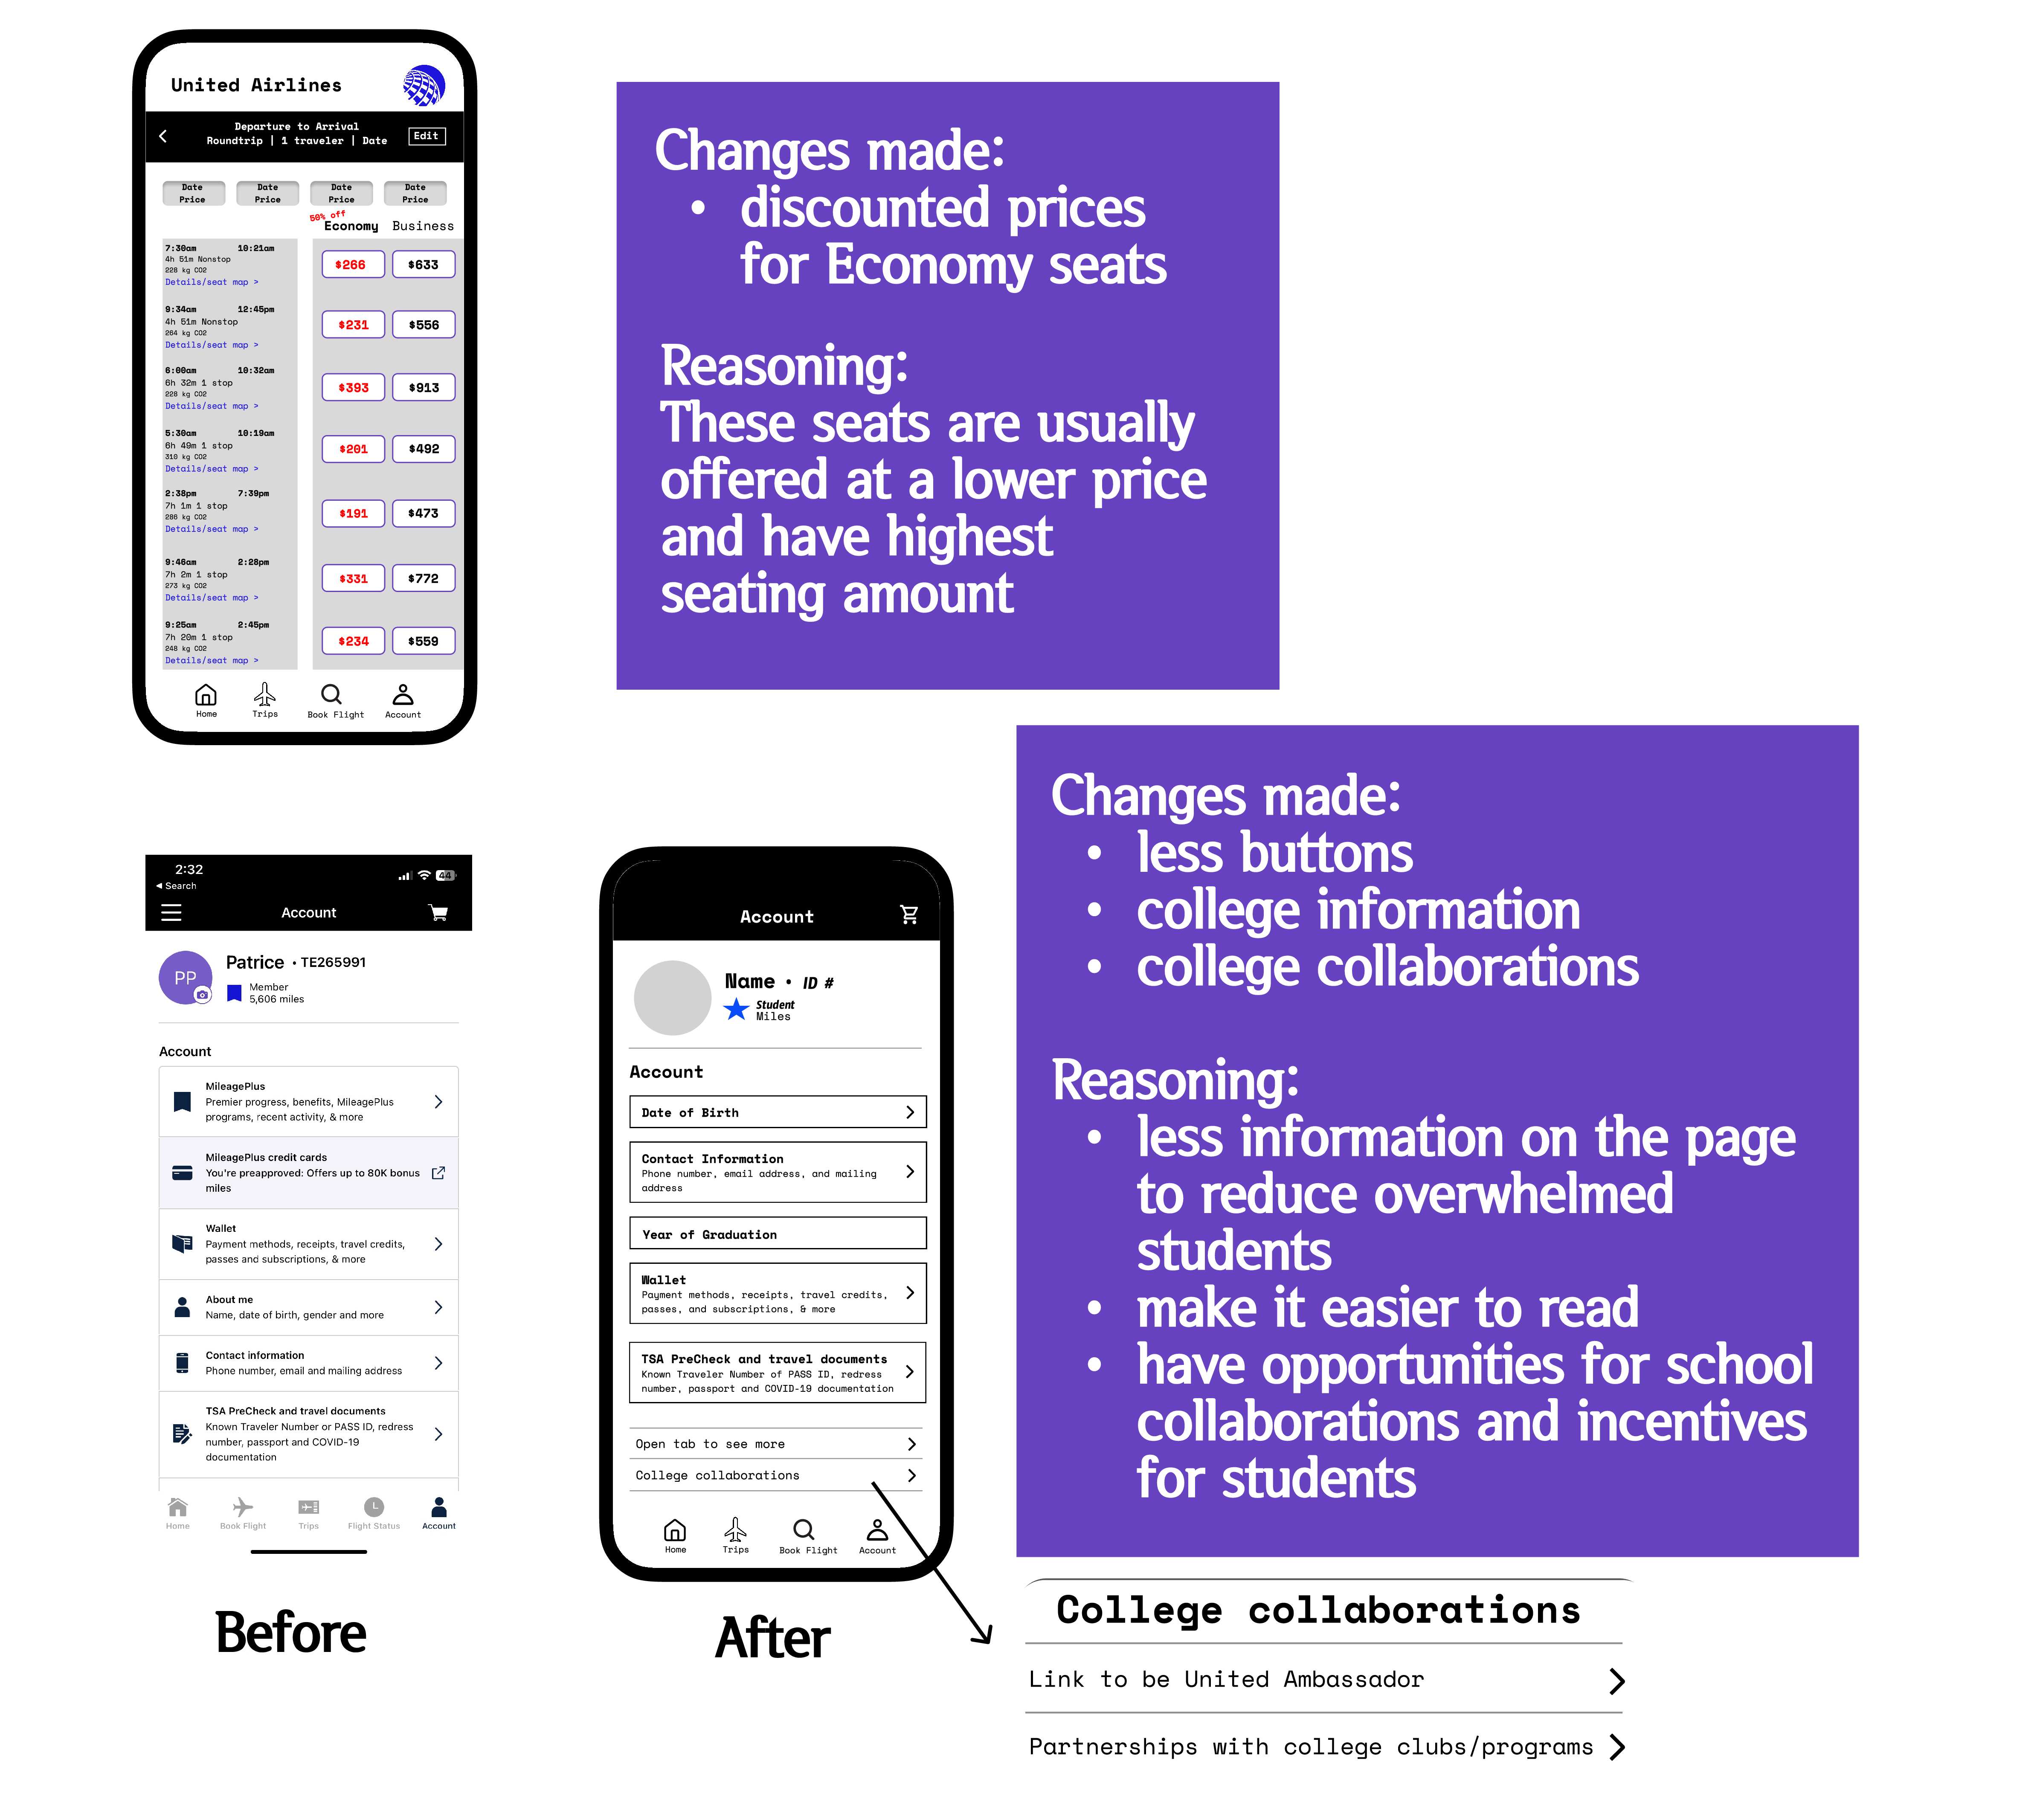 United Airlines
Departure to Arrival
Roundtrip | 1 traveler | Date
Edit
Date
Price
Date
Price
Date
Price
Date
Price
50% off
Economy Business
7:30am 10:21am
4h 51m Nonstop
228 kg CO2
Details/seat map >
$266 $633
9:34am 12:45pm
4h 51m Nonstop
264 kg CO2
Details/seat map >
$231 $556
6:00am 10:32am
6h 32m 1 stop
228 kg CO2
Details/seat map >
$393 $913
5:30am 10:19am
6h 49m 1 stop
310 kg CO2
Details/seat map >
$201 $492
2:38pm 7:39pm
7h 1m 1 stop
286 kg CO2
Details/seat map >
$191 $473
9:46am 2:28pm
7h 2m 1 stop
273 kg CO2
Details/seat map >
$331 $772
9:25am 2:45pm
7h 20m 1 stop
248 kg CO2
Details/seat map >
$234 $559
Home Trips Book Flight Account
Changes made:
• discounted prices
for Economy seats
Reasoning:
These seats are usually
offered at a lower price
and have highest
seating amount
2:32
44
◄ Search
Account
PP
Patrice • TE265991
Member
5,606 miles
Account
MileagePlus
Premier progress, benefits, MileagePlus
programs, recent activity, & more
MileagePlus credit cards
You're preapproved: Offers up to 80K bonus
miles
Wallet
Payment methods, receipts, travel credits,
passes and subscriptions, & more
About me
Name, date of birth, gender and more
Contact information
Phone number, email and mailing address
TSA PreCheck and travel documents
Known Traveler Number or PASS ID, redress
number, passport and COVID-19
documentation
Home Book Flight Trips Flight Status Account
Before
Account
Name • ID #
Student
Miles
Account
Date of Birth
Contact Information
Phone number, email address, and mailing
address
Year of Graduation
Wallet
Payment methods, receipts, travel credits,
passes, and subscriptions, & more
TSA PreCheck and travel documents
Known Traveler Number of PASS ID, redress
number, passport and COVID-19 documentation
Open tab to see more
College collaborations
Home Trips Book Flight Account
After
Changes made:
• less buttons
• college information
• college collaborations
Reasoning:
• less information on the page
to reduce overwhelmed
students
• make it easier to read
• have opportunities for school
collaborations and incentives
for students
College collaborations
Link to be United Ambassador
Partnerships with college clubs/programs